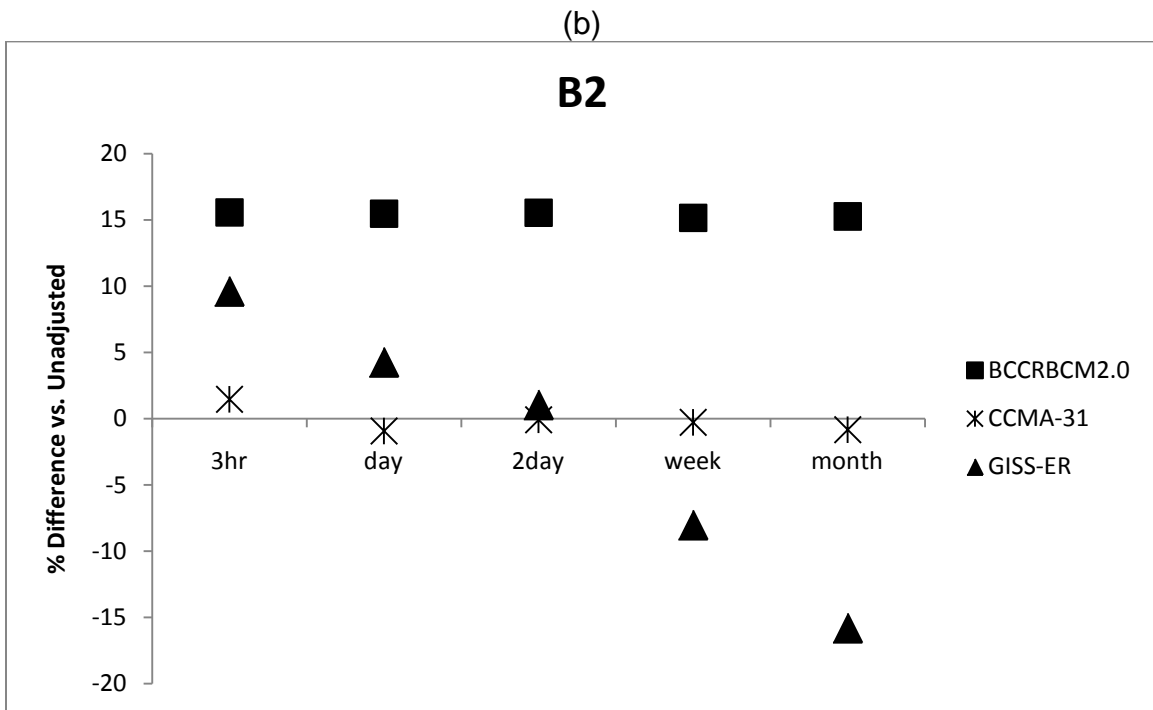 (b)
B2
% Difference vs. Unadjusted
20
15
10
5
0
-5
-10
-15
-20
3hr day 2day week month
BCCRBCM2.0
CCMA-31
GISS-ER